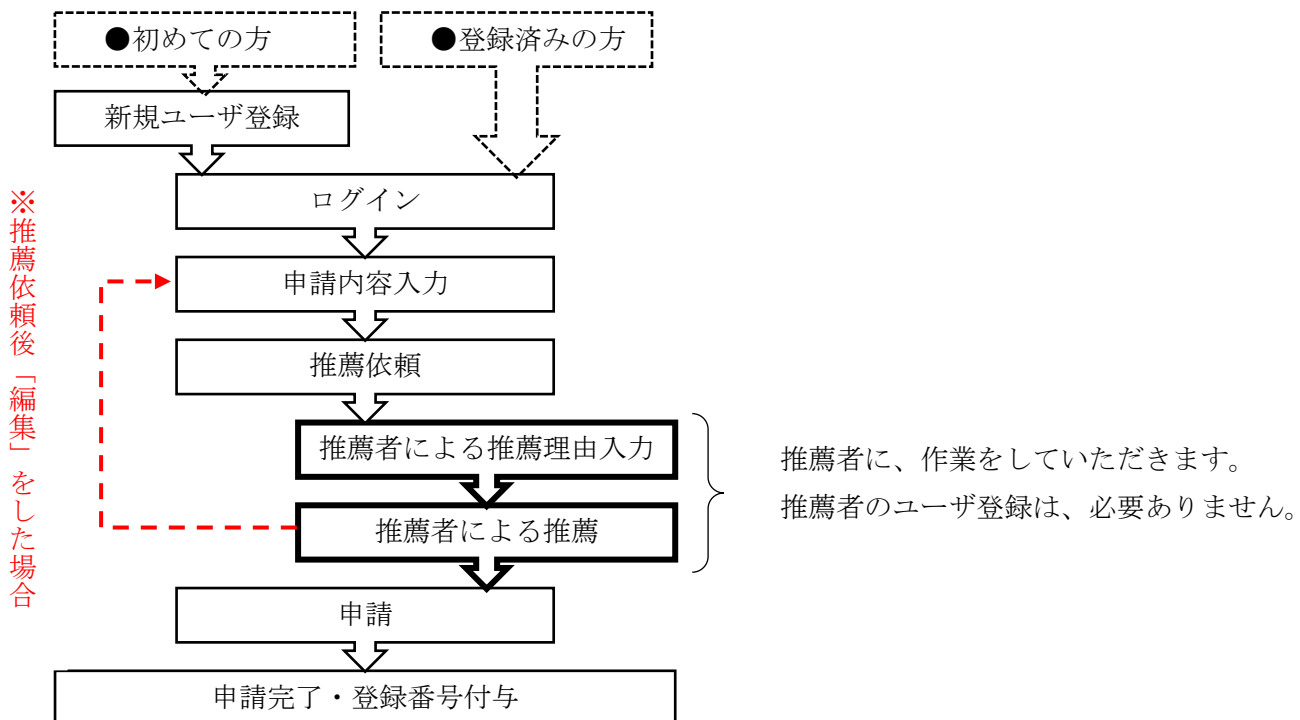 ●初めての方
●登録済みの方
新規ユーザ登録
ログイン
申請内容入力
推薦依頼
推薦者による推薦理由入力
推薦者による推薦
申請
申請完了・登録番号付与
※推薦依頼後「編集」をした場合
推薦者に、作業をしていただきます。
推薦者のユーザ登録は、必要ありません。